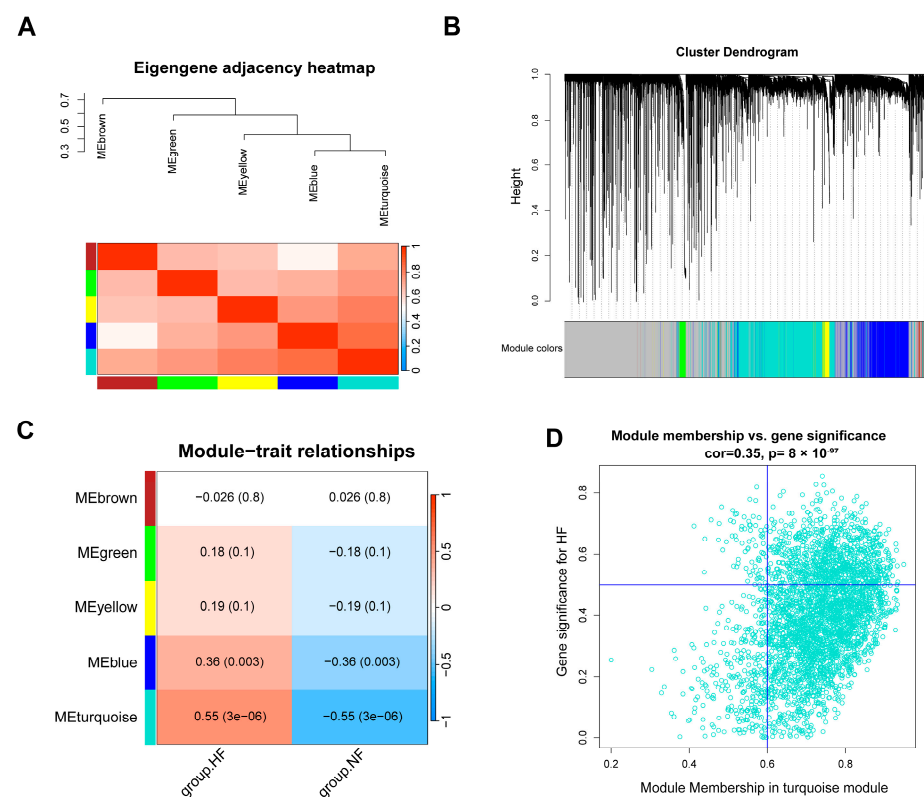 A
Eigengene adjacency heatmap
0.7
0.5
0.3
MEbrown
MEgreen
MEyellow
MEblue
MEturquoise
1
0.8
0.6
0.4
0.2
0
B
Cluster Dendrogram
Height
1.0
0.8
0.6
0.4
0.2
0.0
Module colors
C
Module−trait relationships
MEbrown −0.026 (0.8) 0.026 (0.8)
MEgreen 0.18 (0.1) −0.18 (0.1)
MEyellow 0.19 (0.1) −0.19 (0.1)
MEblue 0.36 (0.003) −0.36 (0.003)
MEturquoise 0.55 (3e−06) −0.55 (3e−06)
group.HF group.NF
1
0.5
0
−0.5
−1
D
Module membership vs. gene significance
cor=0.35, p= 8 × 10⁻⁹⁷
Gene significance for HF
0.8
0.6
0.4
0.2
0.0
0.2 0.4 0.6 0.8
Module Membership in turquoise module